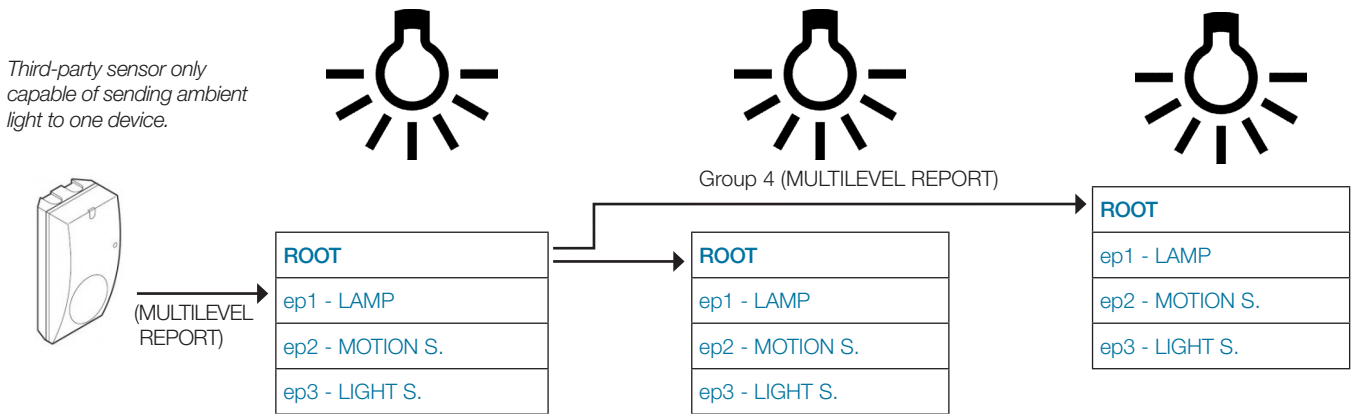 Third-party sensor only
capable of sending ambient
light to one device.
(MULTILEVEL
REPORT)
ROOT
ep1 - LAMP
ep2 - MOTION S.
ep3 - LIGHT S.
Group 4 (MULTILEVEL REPORT)
ROOT
ep1 - LAMP
ep2 - MOTION S.
ep3 - LIGHT S.
ROOT
ep1 - LAMP
ep2 - MOTION S.
ep3 - LIGHT S.